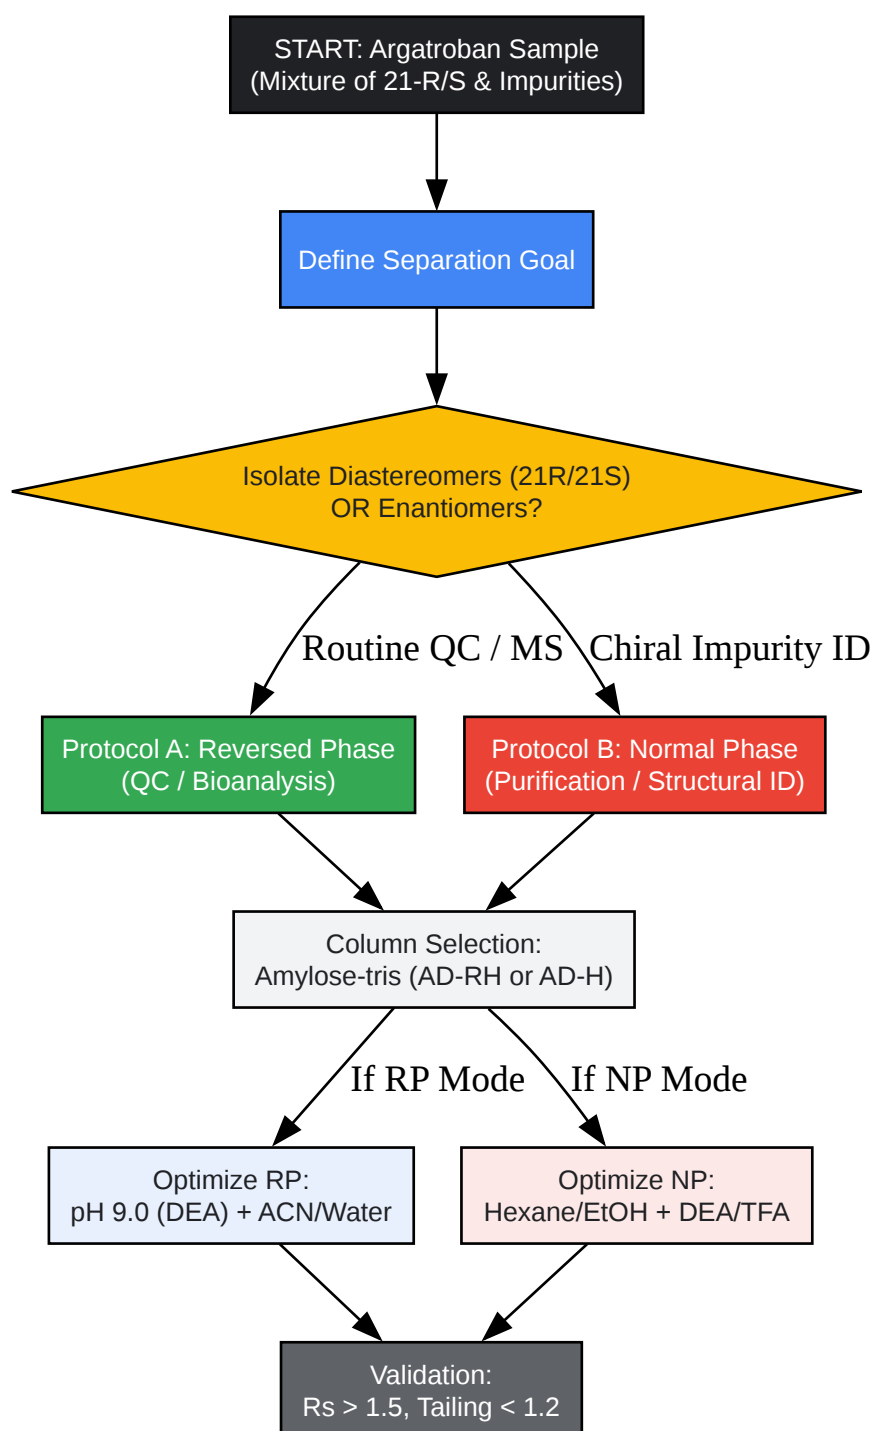 START: Argatroban Sample
(Mixture of 21-R/S & Impurities)
Define Separation Goal
Isolate Diastereomers (21R/21S)
OR Enantiomers?
Routine QC / MS
Chiral Impurity ID
Protocol A: Reversed Phase
(QC / Bioanalysis)
Protocol B: Normal Phase
(Purification / Structural ID)
Column Selection:
Amylose-tris (AD-RH or AD-H)
If RP Mode
If NP Mode
Optimize RP:
pH 9.0 (DEA) + ACN/Water
Optimize NP:
Hexane/EtOH + DEA/TFA
Validation:
Rs > 1.5, Tailing < 1.2